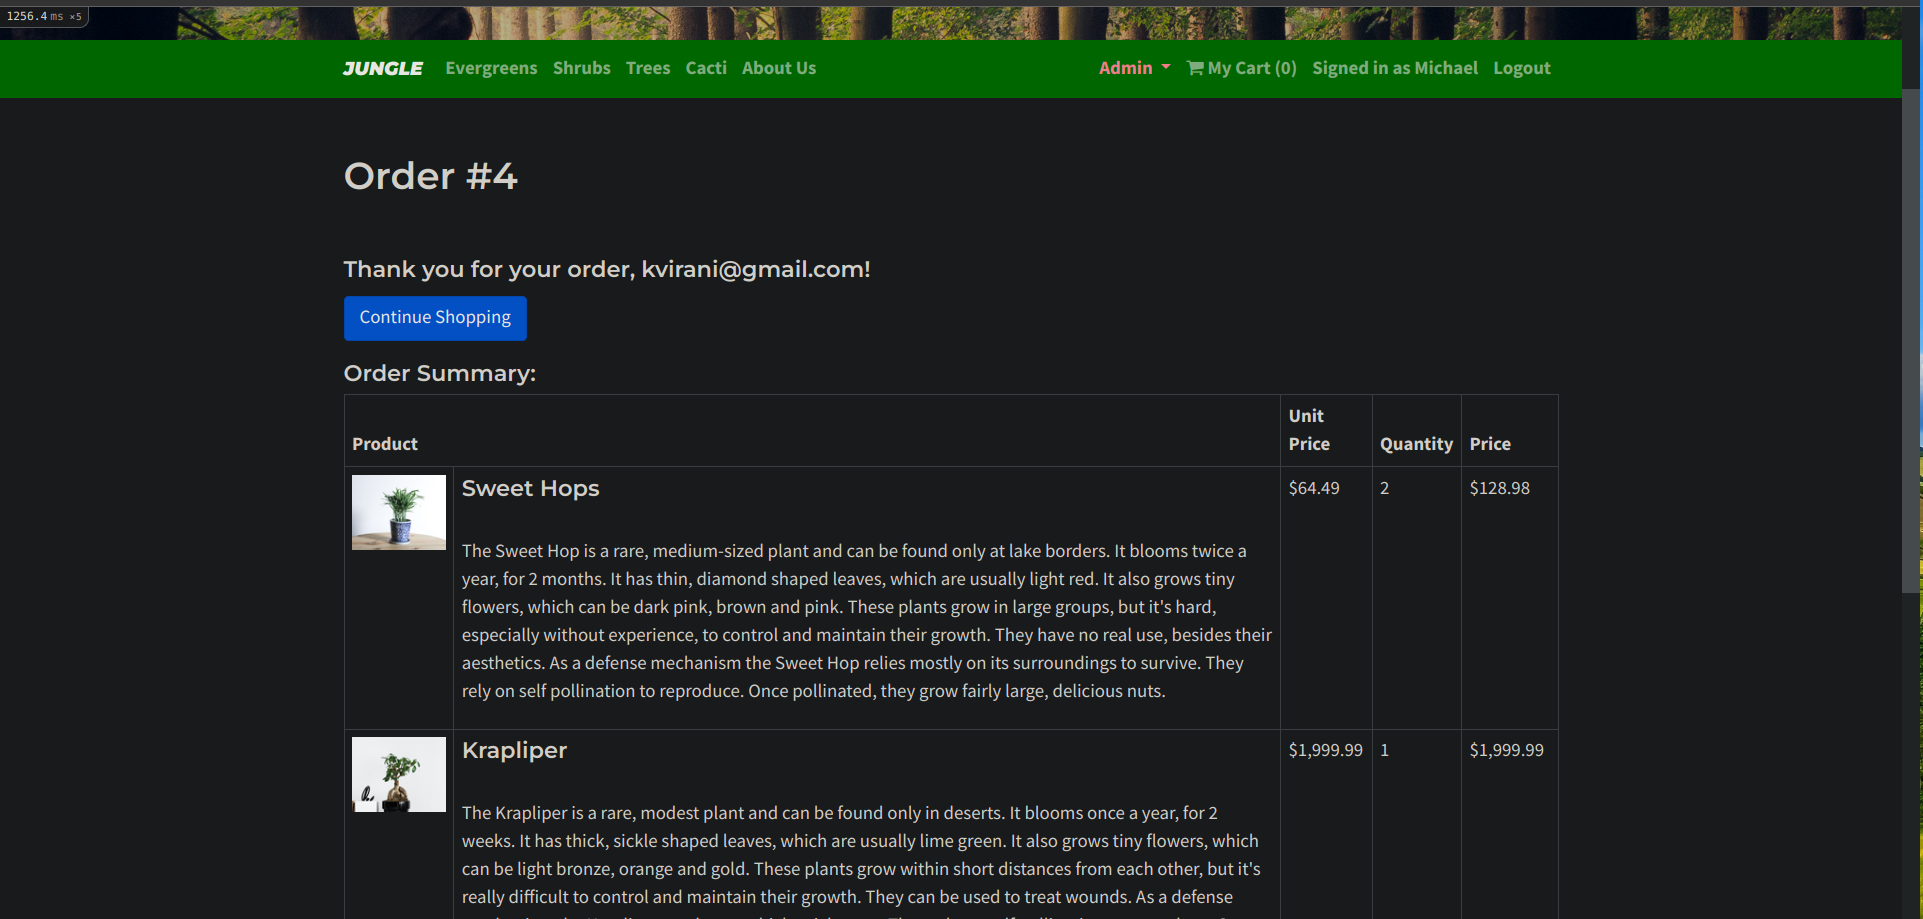 1256.4 ms ×5
JUNGLE Evergreens Shrubs Trees Cacti About Us Admin My Cart (0) Signed in as Michael Logout
Order #4
Thank you for your order, kvirani@gmail.com!
Continue Shopping
Order Summary:
Product Unit Price Quantity Price
Sweet Hops $64.49 2 $128.98
The Sweet Hop is a rare, medium-sized plant and can be found only at lake borders. It blooms twice a
year, for 2 months. It has thin, diamond shaped leaves, which are usually light red. It also grows tiny
flowers, which can be dark pink, brown and pink. These plants grow in large groups, but it's hard,
especially without experience, to control and maintain their growth. They have no real use, besides their
aesthetics. As a defense mechanism the Sweet Hop relies mostly on its surroundings to survive. They
rely on self pollination to reproduce. Once pollinated, they grow fairly large, delicious nuts.
Krapliper $1,999.99 1 $1,999.99
The Krapliper is a rare, modest plant and can be found only in deserts. It blooms once a year, for 2
weeks. It has thick, sickle shaped leaves, which are usually lime green. It also grows tiny flowers, which
can be light bronze, orange and gold. These plants grow within short distances from each other, but it's
really difficult to control and maintain their growth. They can be used to treat wounds. As a defense